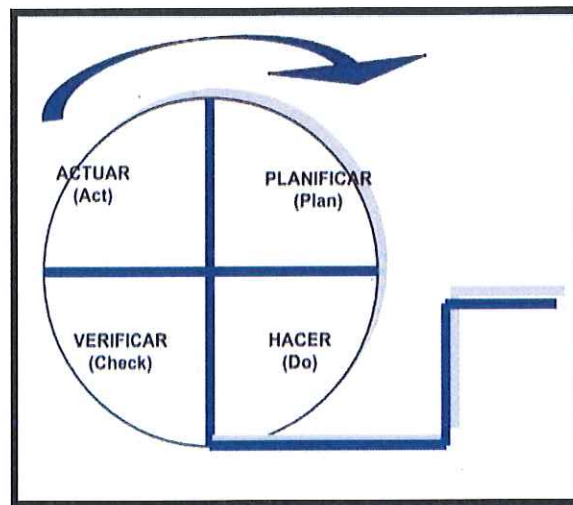 ACTUAR
(Act)
PLANIFICAR
(Plan)
VERIFICAR
(Check)
HACER
(Do)